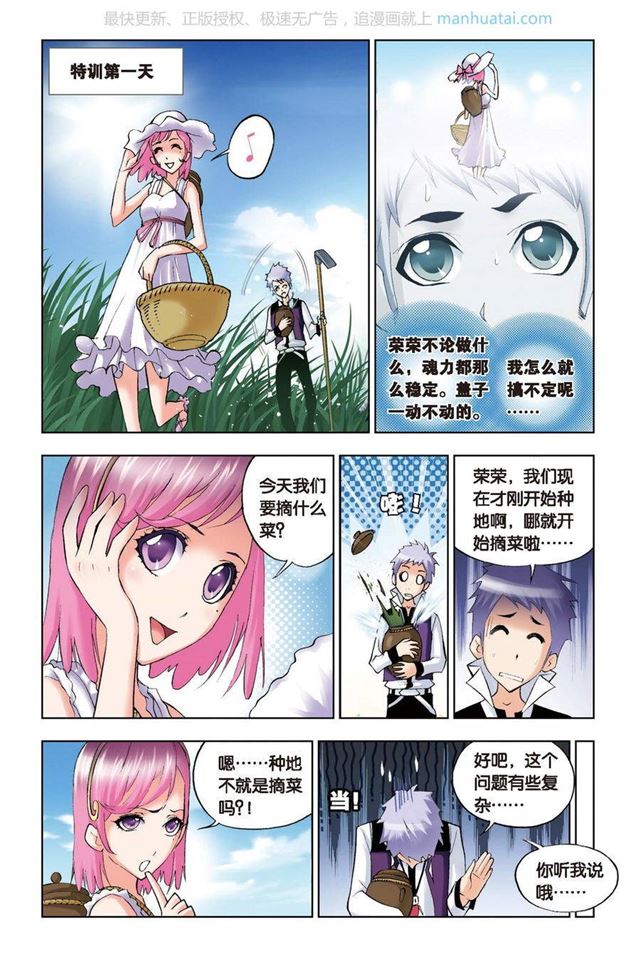 最快更新、正版授权、极速无广告，追漫画就上 manhuatai.com
特训第一天
荣荣不论做什
么，魂力都那
么稳定。盖子
一动不动的。
我怎么就
搞不定呢
……
今天我们
要摘什么
菜？
哇！
荣荣，我们现
在才刚开始种
地啊，哪就开
始摘菜啦……
嗯……种地
不就是摘菜
吗？！
当！
好吧，这个
问题有些复
杂……
你听我说
哦……